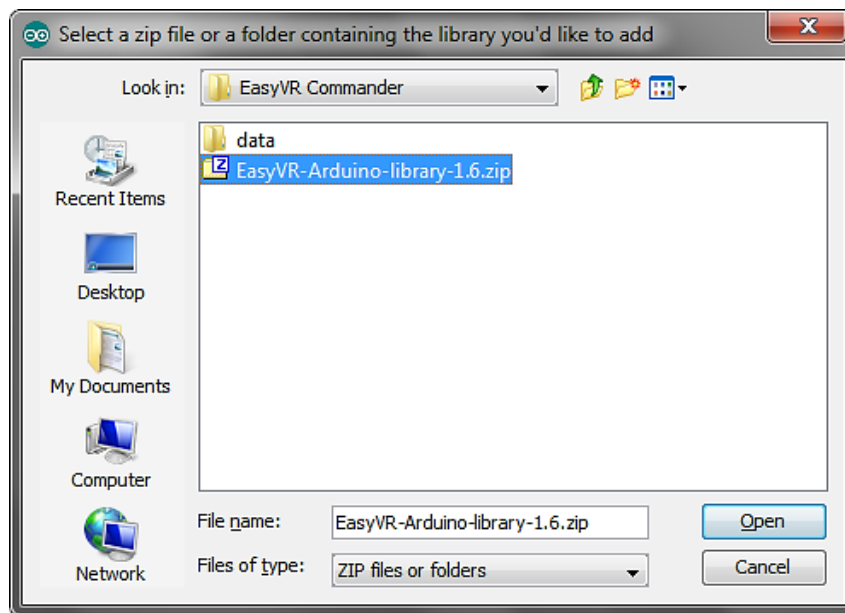 Select a zip file or a folder containing the library you'd like to add
Look in: EasyVR Commander
data
EasyVR-Arduino-library-1.6.zip
Recent Items
Desktop
My Documents
Computer
Network
File name: EasyVR-Arduino-library-1.6.zip Open
Files of type: ZIP files or folders Cancel